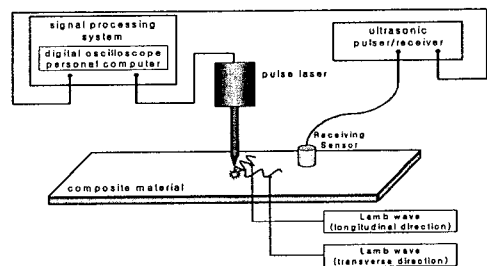 signal processing
system
digital oscilloscope
personal computer
ultrasonic
pulser/receiver
pulse laser
Receiving
Sensor
composite material
Lamb wave
(longitudinal direction)
Lamb wave
(transverse direction)